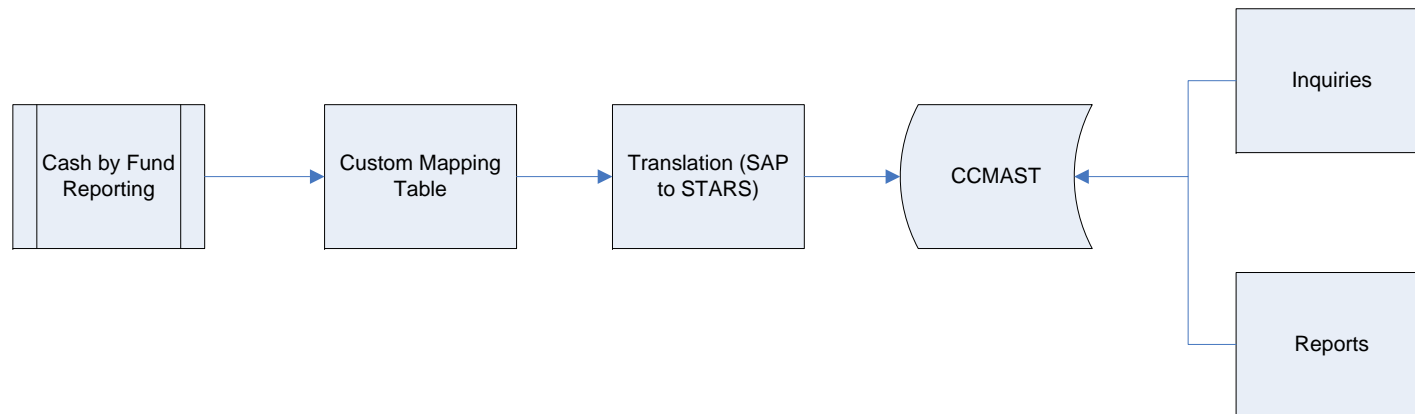 Cash by Fund
Reporting
Custom Mapping
Table
Translation (SAP
to STARS)
CCMAST
Inquiries
Reports